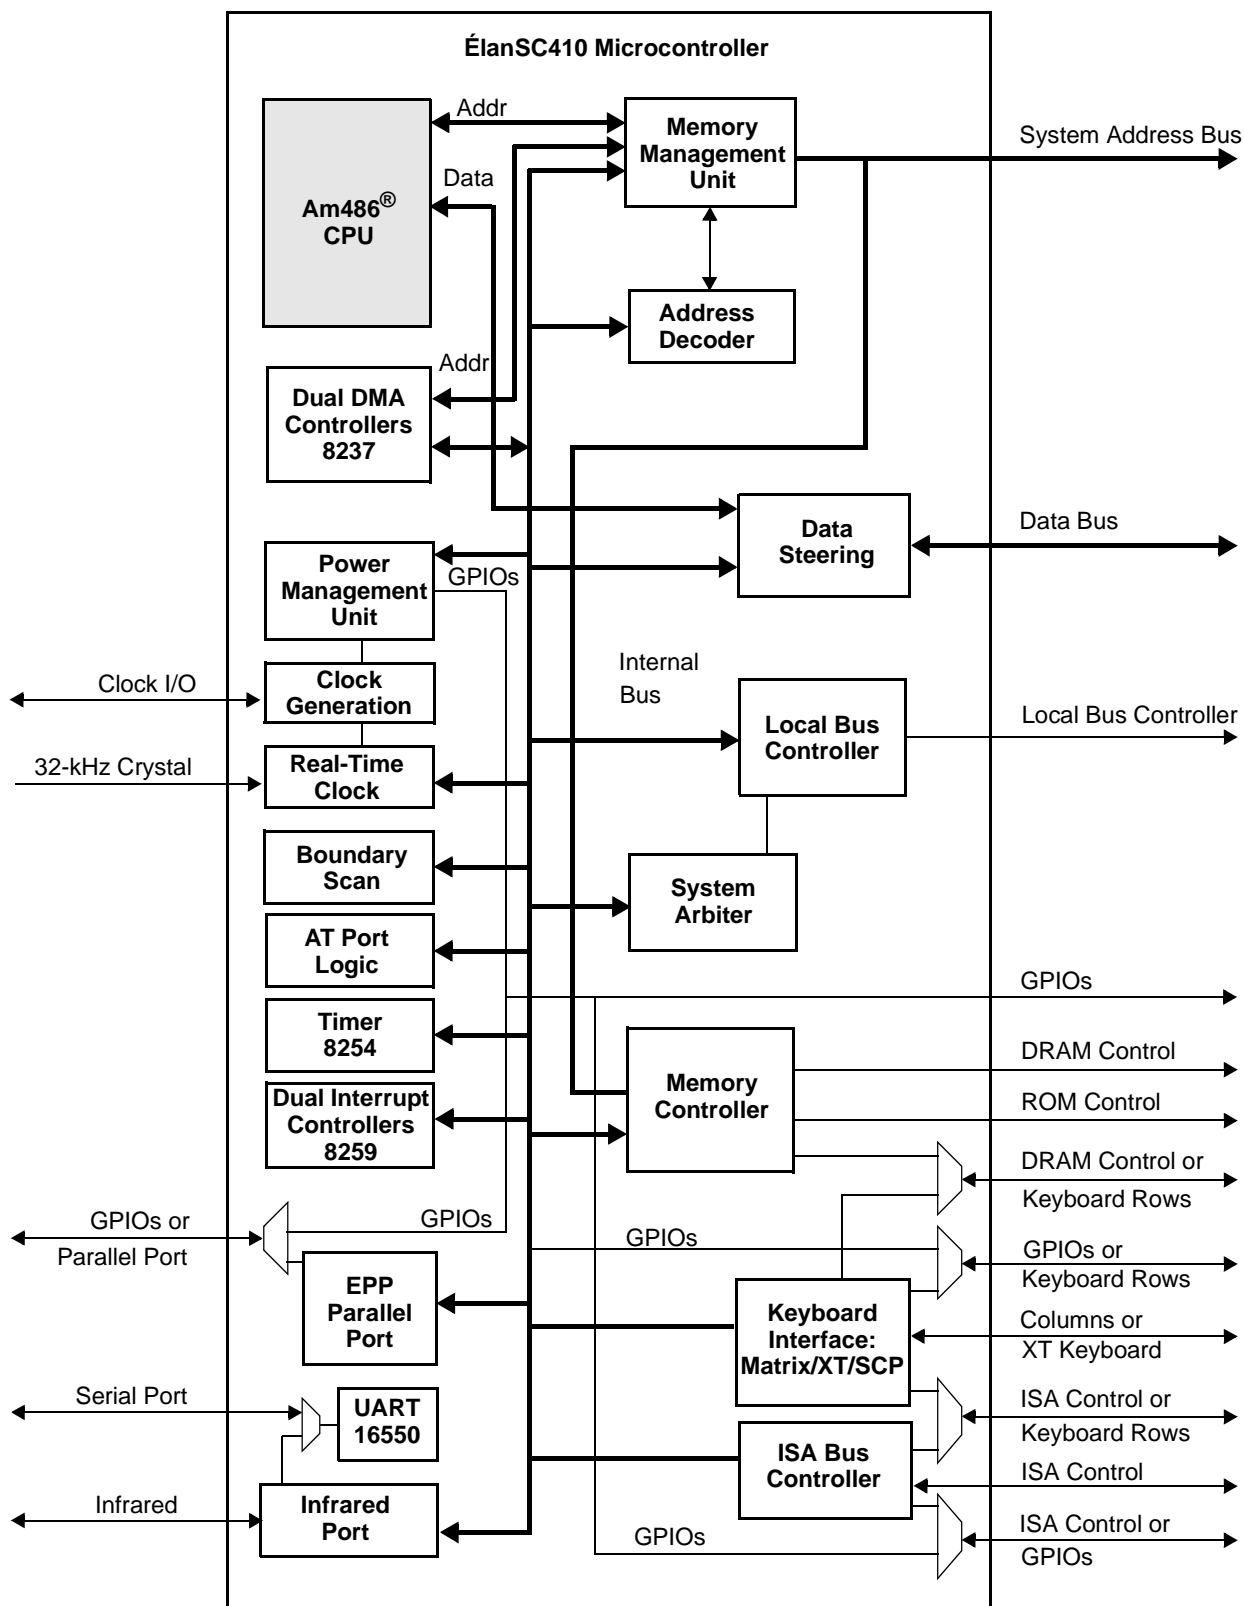 ÉlanSC410 Microcontroller
Addr
Memory
Management
Unit
System Address Bus
Data
Am486®
CPU
Address
Decoder
Addr
Dual DMA
Controllers
8237
Data
Steering
Data Bus
Power
Management
Unit
GPIOs
Internal
Bus
Clock I/O
Clock
Generation
Local Bus
Controller
Local Bus Controller
32-kHz Crystal
Real-Time
Clock
Boundary
Scan
System
Arbiter
AT Port
Logic
GPIOs
Timer
8254
DRAM Control
Memory
Controller
ROM Control
Dual Interrupt
Controllers
8259
DRAM Control or
Keyboard Rows
GPIOs or
Parallel Port
GPIOs
GPIOs
GPIOs or
Keyboard Rows
EPP
Parallel
Port
Keyboard
Interface:
Matrix/XT/SCP
Columns or
XT Keyboard
Serial Port
UART
16550
ISA Control or
Keyboard Rows
ISA Bus
Controller
ISA Control
Infrared
Infrared
Port
GPIOs
ISA Control or
GPIOs